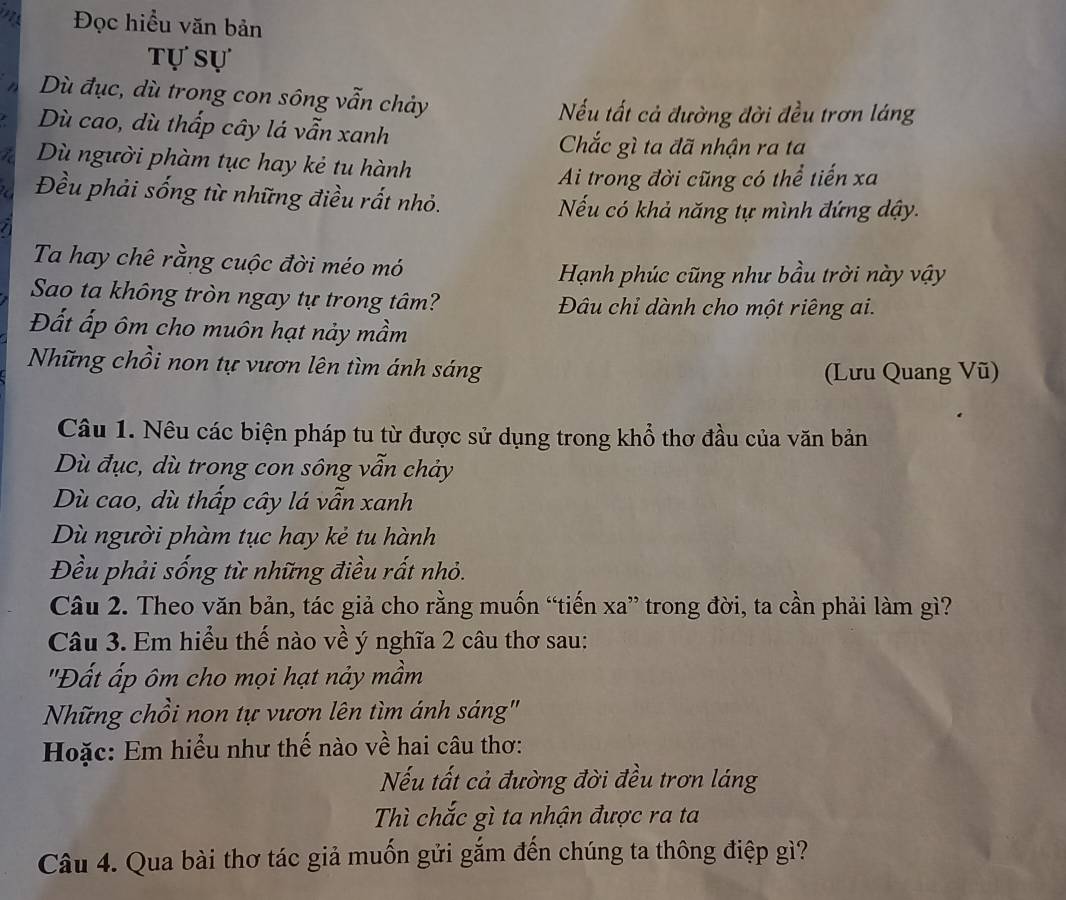 Đọc hiểu văn bản
TỰ SỰ
Dù đục, dù trong con sông vẫn chảy
Dù cao, dù thấp cây lá vẫn xanh
Dù người phàm tục hay kẻ tu hành
Đều phải sống từ những điều rất nhỏ.
Ta hay chê rằng cuộc đời méo mó
Sao ta không tròn ngay tự trong tâm?
Đất ấp ôm cho muôn hạt nảy mầm
Những chồi non tự vươn lên tìm ánh sáng
Nếu tất cả đường đời đều trơn láng
Chắc gì ta đã nhận ra ta
Ai trong đời cũng có thể tiến xa
Nếu có khả năng tự mình đứng dậy.
Hạnh phúc cũng như bầu trời này vậy
Đâu chỉ dành cho một riêng ai.
(Lưu Quang Vũ)
Câu 1. Nêu các biện pháp tu từ được sử dụng trong khổ thơ đầu của văn bản
Dù đục, dù trong con sông vẫn chảy
Dù cao, dù thấp cây lá vẫn xanh
Dù người phàm tục hay kẻ tu hành
Đều phải sống từ những điều rất nhỏ.
Câu 2. Theo văn bản, tác giả cho rằng muốn “tiến xa” trong đời, ta cần phải làm gì?
Câu 3. Em hiểu thế nào về ý nghĩa 2 câu thơ sau:
"Đất ấp ôm cho mọi hạt nảy mầm
Những chồi non tự vươn lên tìm ánh sáng"
Hoặc: Em hiểu như thế nào về hai câu thơ:
Nếu tất cả đường đời đều trơn láng
Thì chắc gì ta nhận được ra ta
Câu 4. Qua bài thơ tác giả muốn gửi gắm đến chúng ta thông điệp gì?